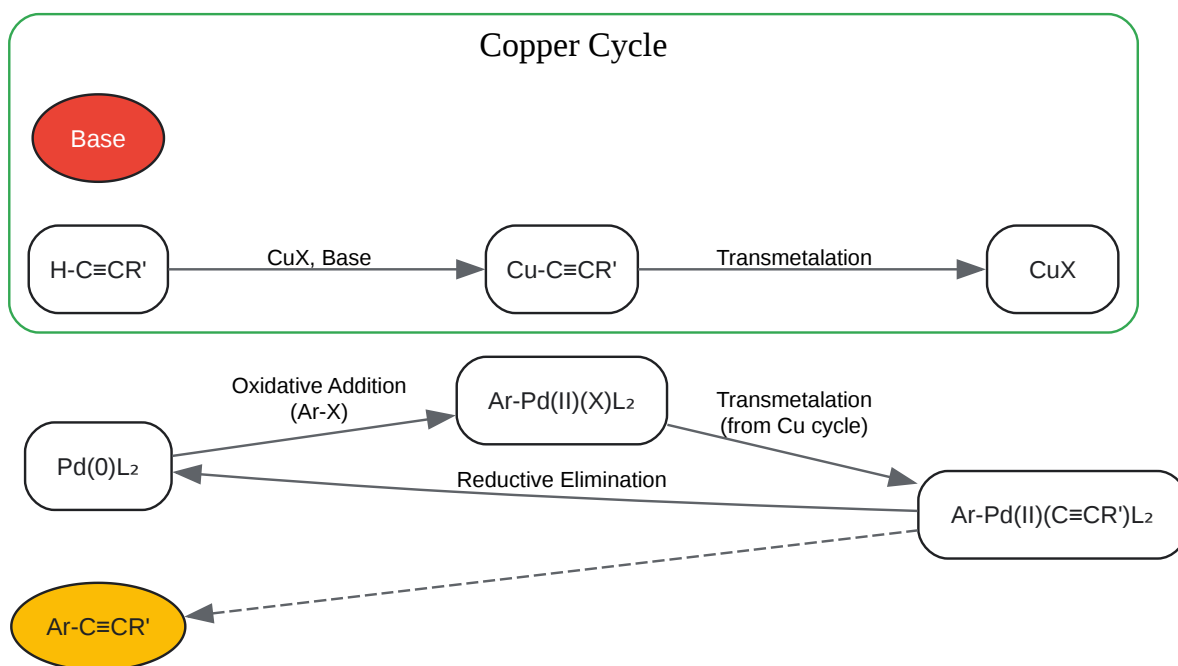 Copper Cycle
Base
H-C≡CR'
CuX, Base
Cu-C≡CR'
Transmetalation
CuX
Oxidative Addition
(Ar-X)
Ar-Pd(II)(X)L₂
Transmetalation
(from Cu cycle)
Pd(0)L₂
Reductive Elimination
Ar-Pd(II)(C≡CR')L₂
Ar-C≡CR'